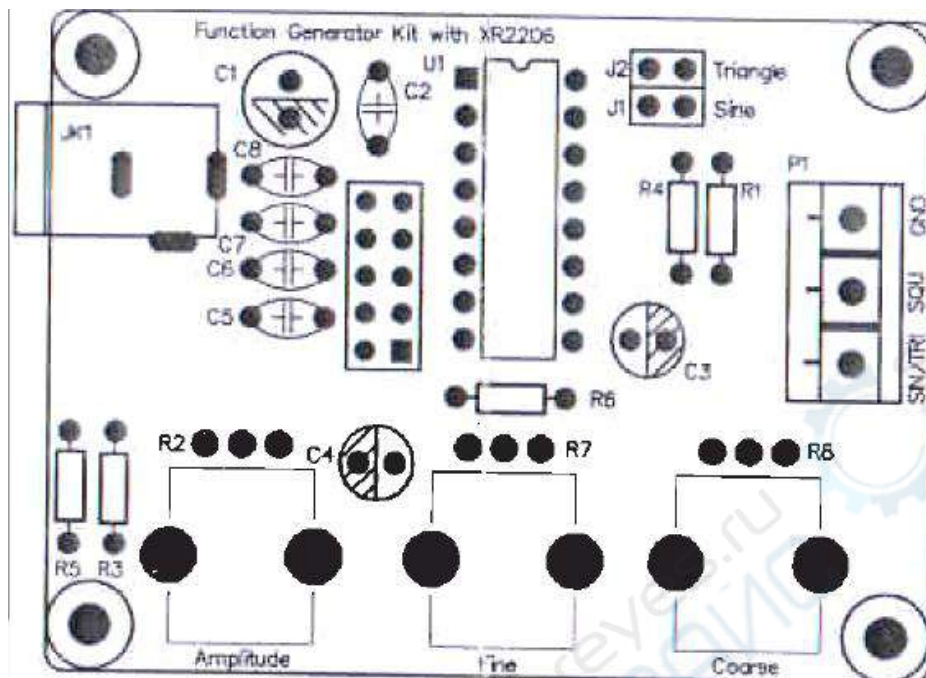 Function Generator Kit with XR2206
C1
U1
C2
J2
Triangle
J1
Sine
JK1
C8
P1
R4
R1
GND
C7
C6
SQU
C5
C3
SIN/TRI
R6
R2
C4
R7
R8
R5
R3
Amplitude
Fine
Coarse